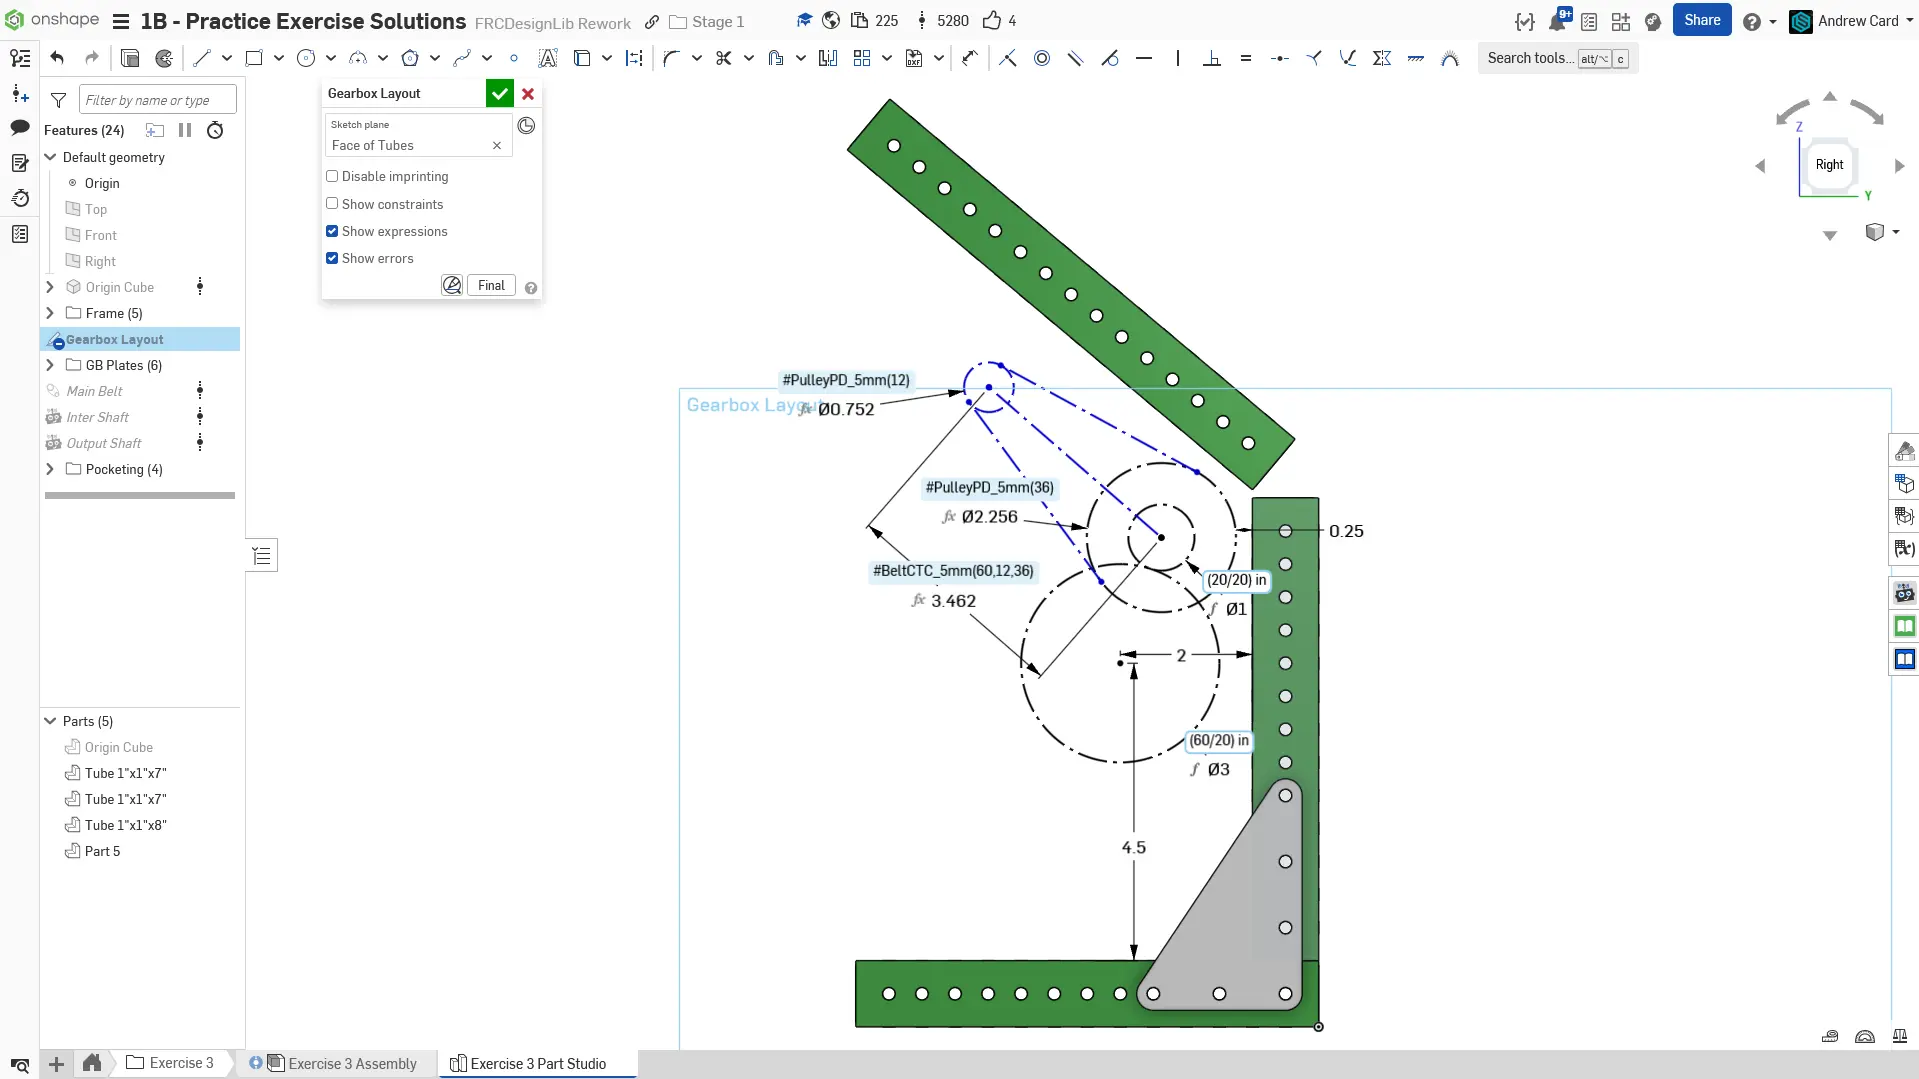 onshape
1B - Practice Exercise Solutions
FRCDesignLib Rework
Stage 1
225
5280
4
9+
Share
Andrew Card
Search tools...
alt/⌥
c
Filter by name or type
Features (24)
Default geometry
Origin
Top
Front
Right
Origin Cube
Frame (5)
Gearbox Layout
GB Plates (6)
Main Belt
Inter Shaft
Output Shaft
Pocketing (4)
Parts (5)
Origin Cube
Tube 1"x1"x7"
Tube 1"x1"x7"
Tube 1"x1"x8"
Part 5
Gearbox Layout
Sketch plane
Face of Tubes
Disable imprinting
Show constraints
Show expressions
Show errors
Final
Z
Right
Y
#PulleyPD_5mm(12)
Gearbox Layout
fx Ø0.752
#PulleyPD_5mm(36)
fx Ø2.256
0.25
#BeltCTC_5mm(60,12,36)
fx 3.462
(20/20) in
f Ø1
2
(60/20) in
f Ø3
4.5
Exercise 3
Exercise 3 Assembly
Exercise 3 Part Studio